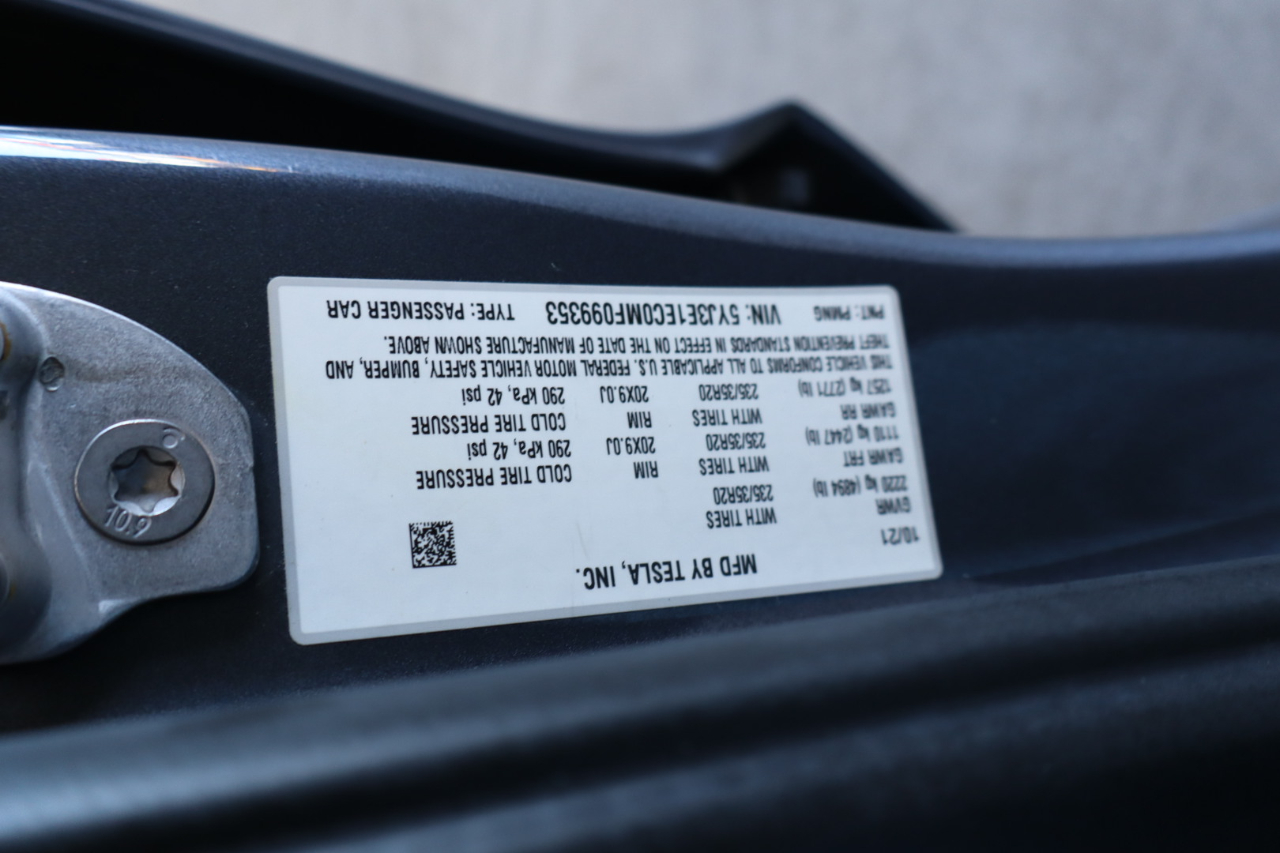 MFD BY TESLA, INC.
10/21
GVWR
2220 kg (4894 lb)
WITH TIRES
235/35R20
GAWR FRT
1110 kg (2447 lb)
WITH TIRES
235/35R20
RIM
20X9.0J
COLD TIRE PRESSURE
290 kPa, 42 psi
GAWR RR
1257 kg (2771 lb)
WITH TIRES
235/35R20
RIM
20X9.0J
COLD TIRE PRESSURE
290 kPa, 42 psi
THIS VEHICLE CONFORMS TO ALL APPLICABLE U.S. FEDERAL MOTOR VEHICLE SAFETY, BUMPER, AND
THEFT PREVENTION STANDARDS IN EFFECT ON THE DATE OF MANUFACTURE SHOWN ABOVE.
PNT: PMNG VIN: 5YJ3E1EC0MF099353 TYPE: PASSENGER CAR
10.9